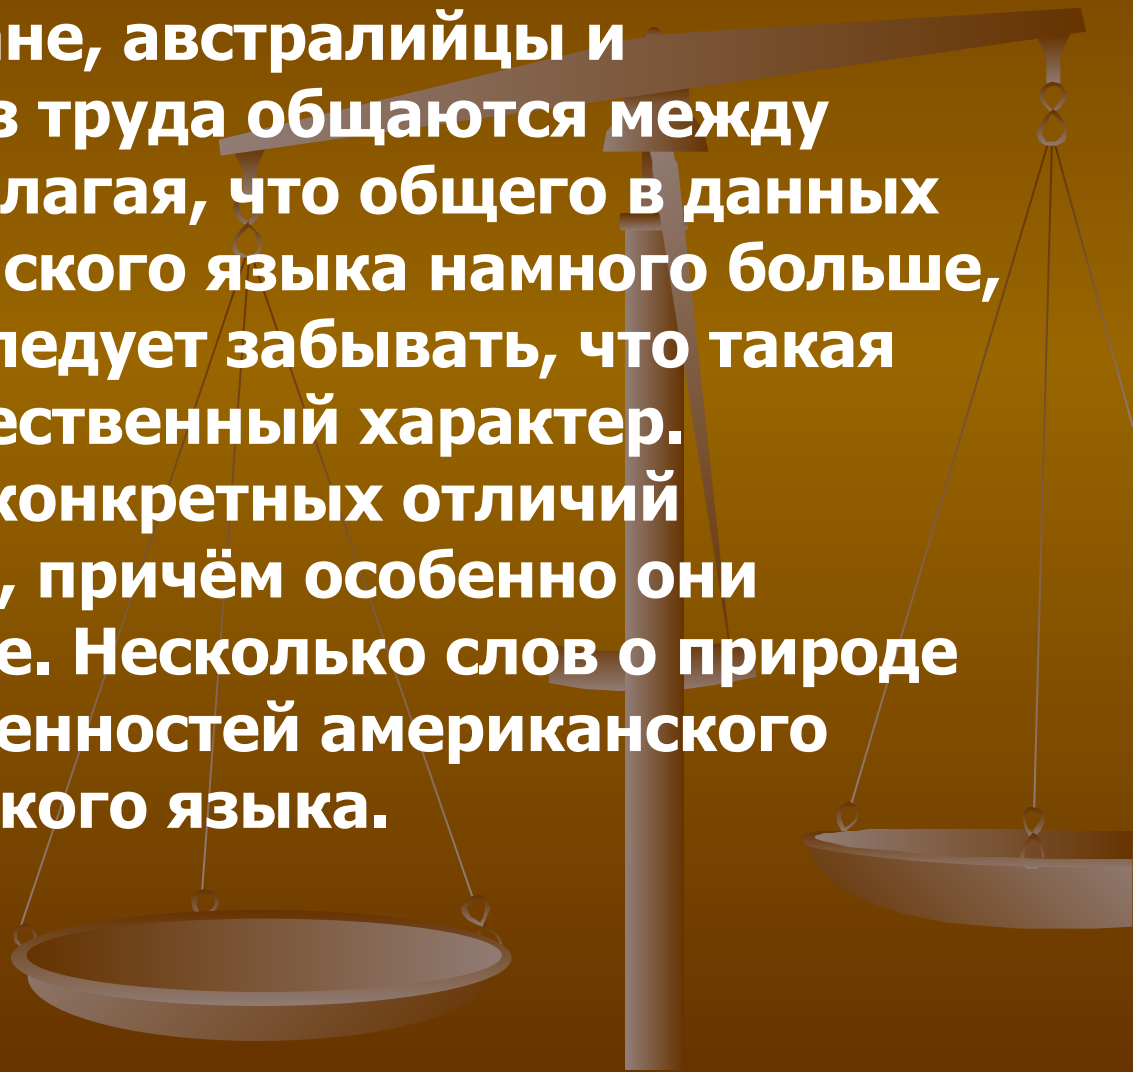 не, австралийцы и
в труда общаются между
лагая, что общего в данных
ского языка намного больше,
ледует забывать, что такая
ественный характер.
конкретных отличий
, причём особенно они
е. Несколько слов о природе
енностей американского
кого языка.